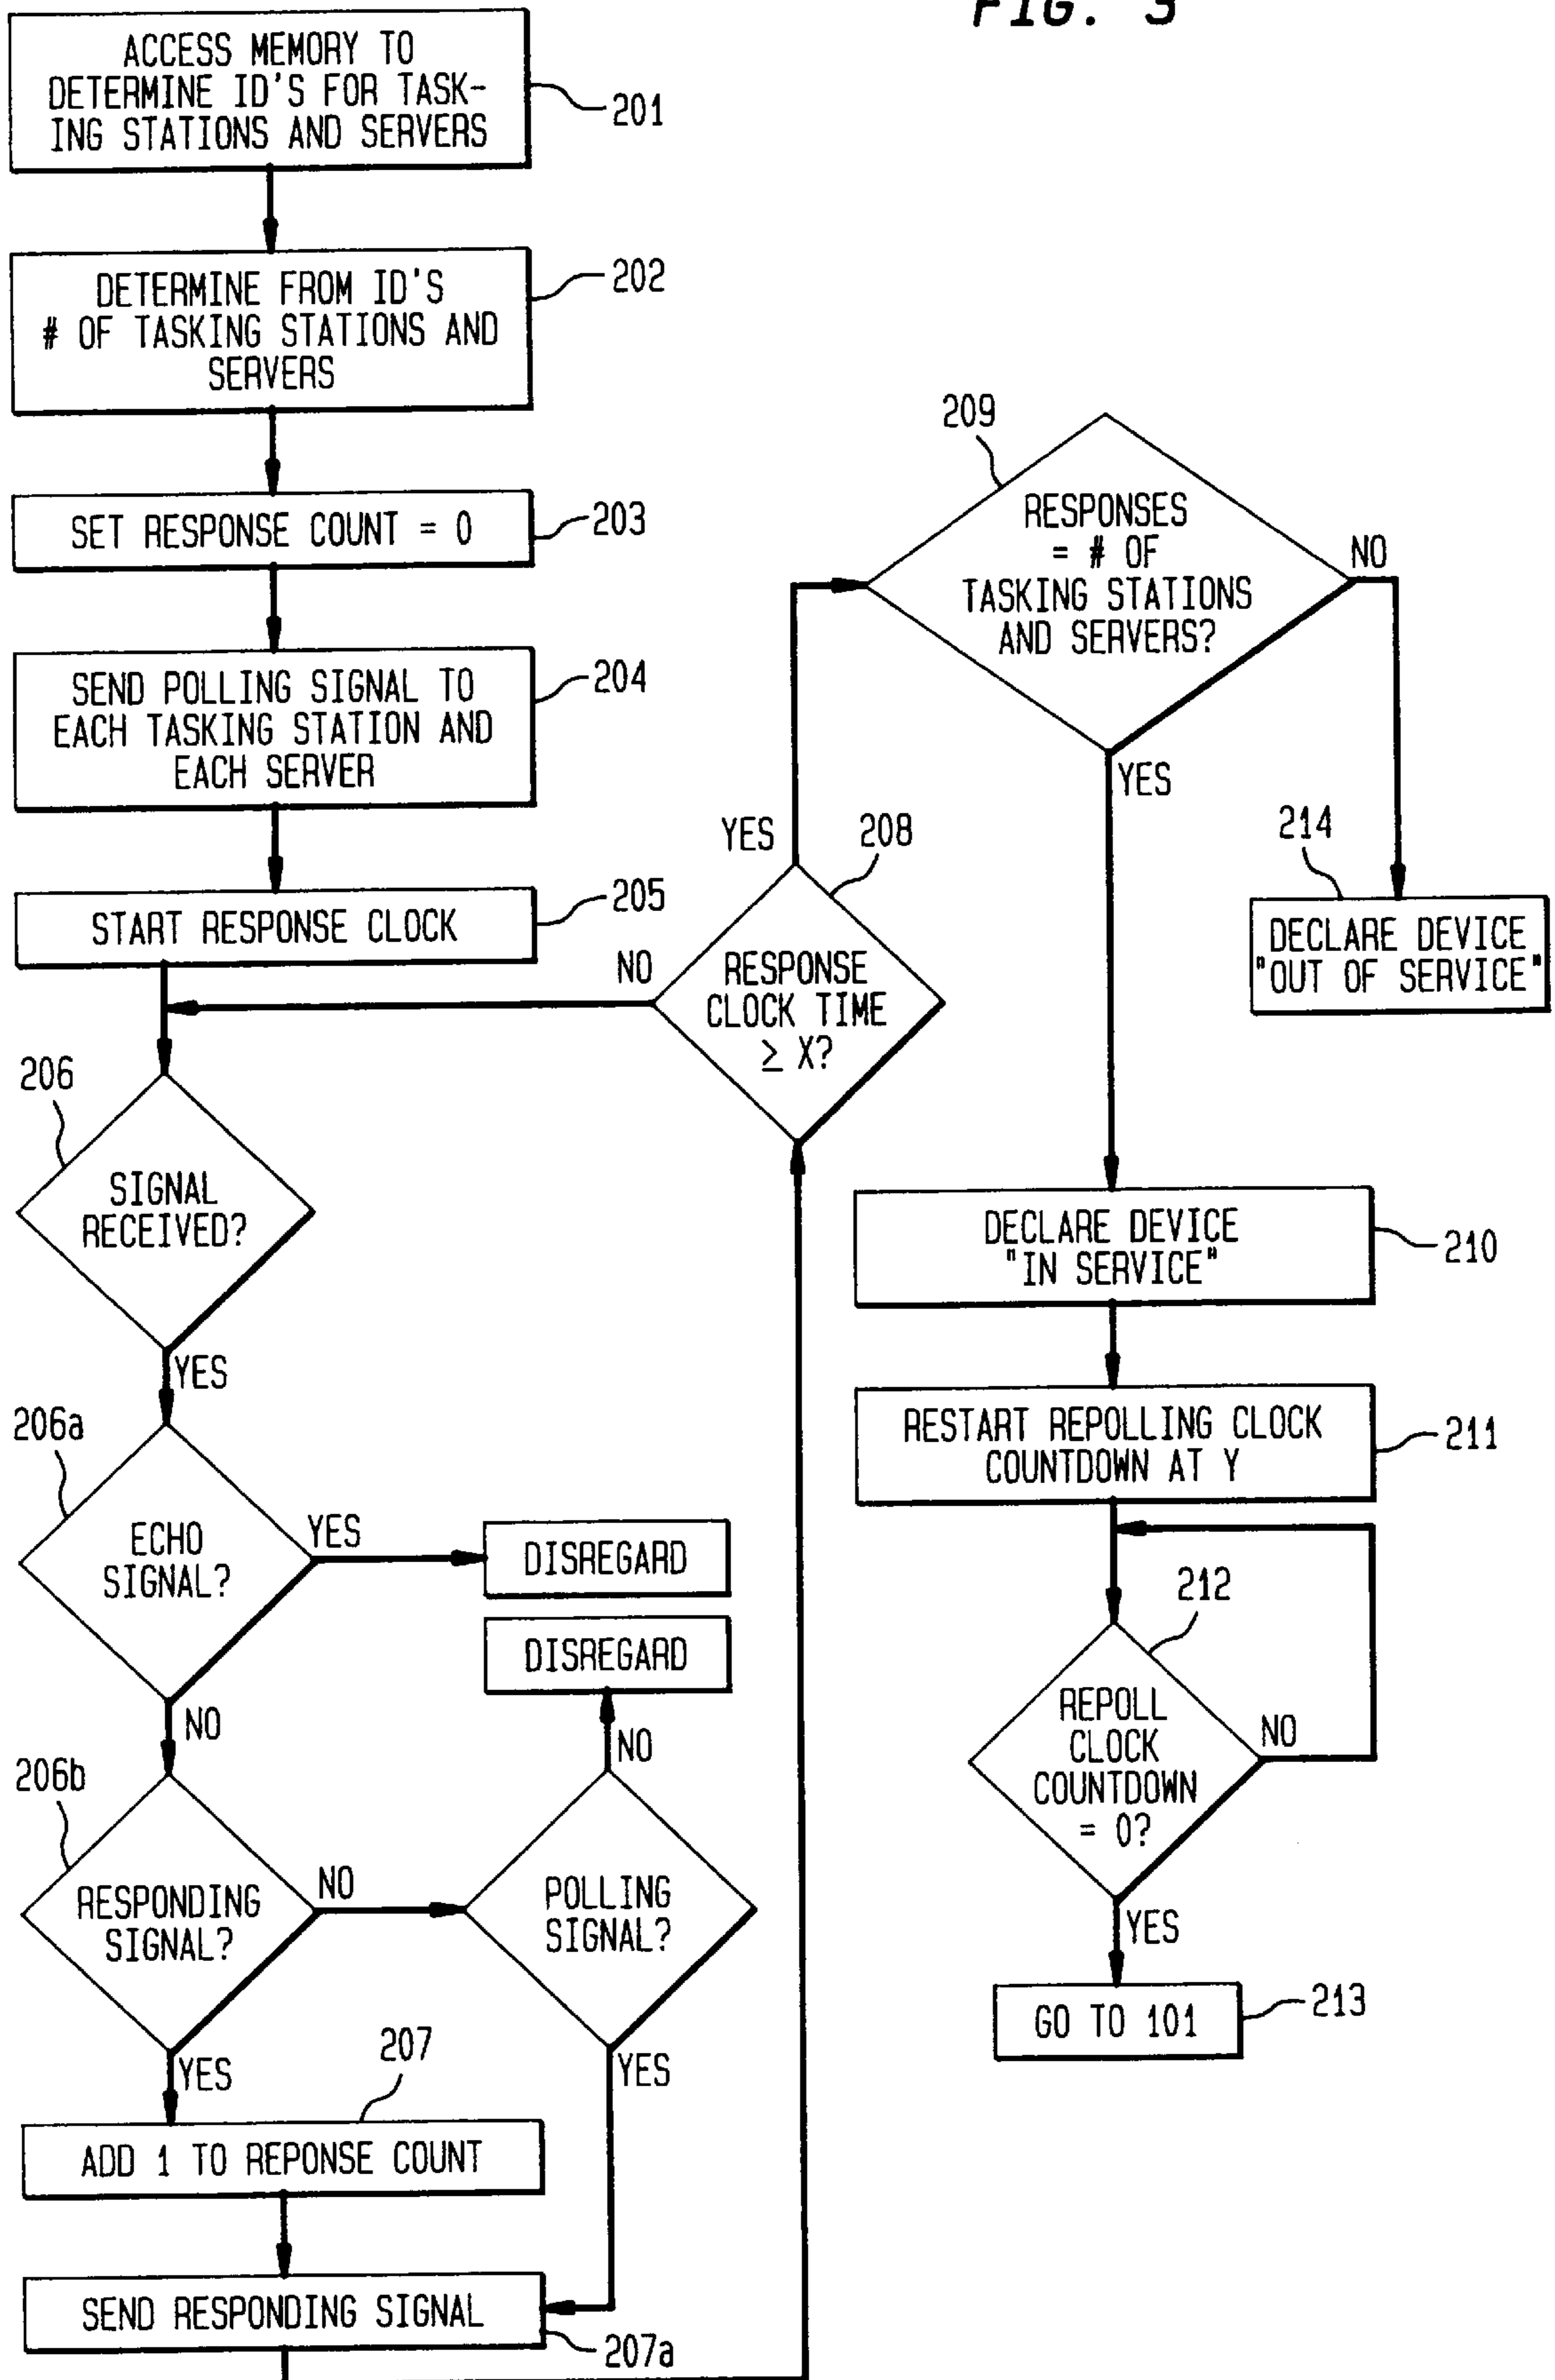 FIG. 3
ACCESS MEMORY TO
DETERMINE ID'S FOR TASK-
ING STATIONS AND SERVERS
201
DETERMINE FROM ID'S
# OF TASKING STATIONS AND
SERVERS
202
SET RESPONSE COUNT = 0
203
SEND POLLING SIGNAL TO
EACH TASKING STATION AND
EACH SERVER
204
START RESPONSE CLOCK
205
206
SIGNAL
RECEIVED?
YES
206a
ECHO
SIGNAL?
YES
DISREGARD
NO
206b
RESPONDING
SIGNAL?
NO
POLLING
SIGNAL?
NO
DISREGARD
YES
YES
207
ADD 1 TO REPONSE COUNT
SEND RESPONDING SIGNAL
207a
208
RESPONSE
CLOCK TIME
≥ X?
NO
YES
209
RESPONSES
= # OF
TASKING STATIONS
AND SERVERS?
NO
214
DECLARE DEVICE
"OUT OF SERVICE"
YES
DECLARE DEVICE
"IN SERVICE"
210
RESTART REPOLLING CLOCK
COUNTDOWN AT Y
211
212
REPOLL
CLOCK
COUNTDOWN
= 0?
NO
YES
GO TO 101
213